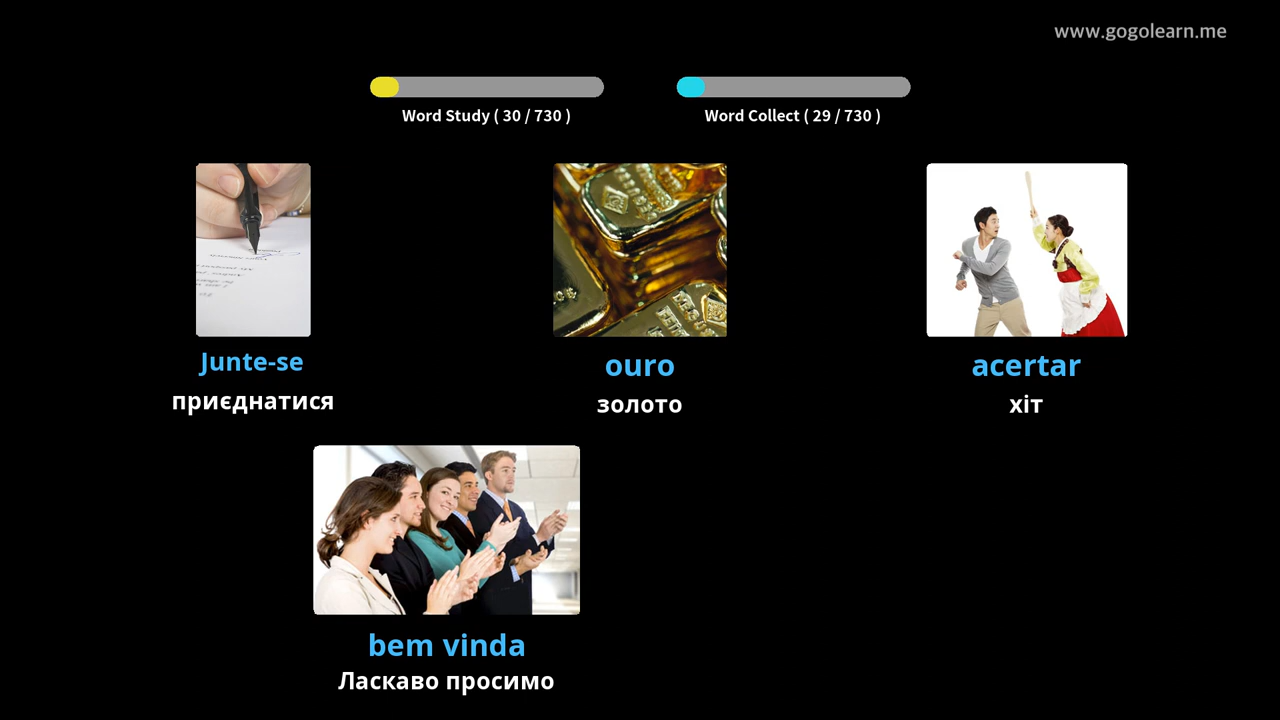 www.gogolearn.me
Word Study ( 30 / 730 )
Word Collect ( 29 / 730 )
Junte-se
приєднатися
ouro
золото
acertar
хіт
bem vinda
Ласкаво просимо